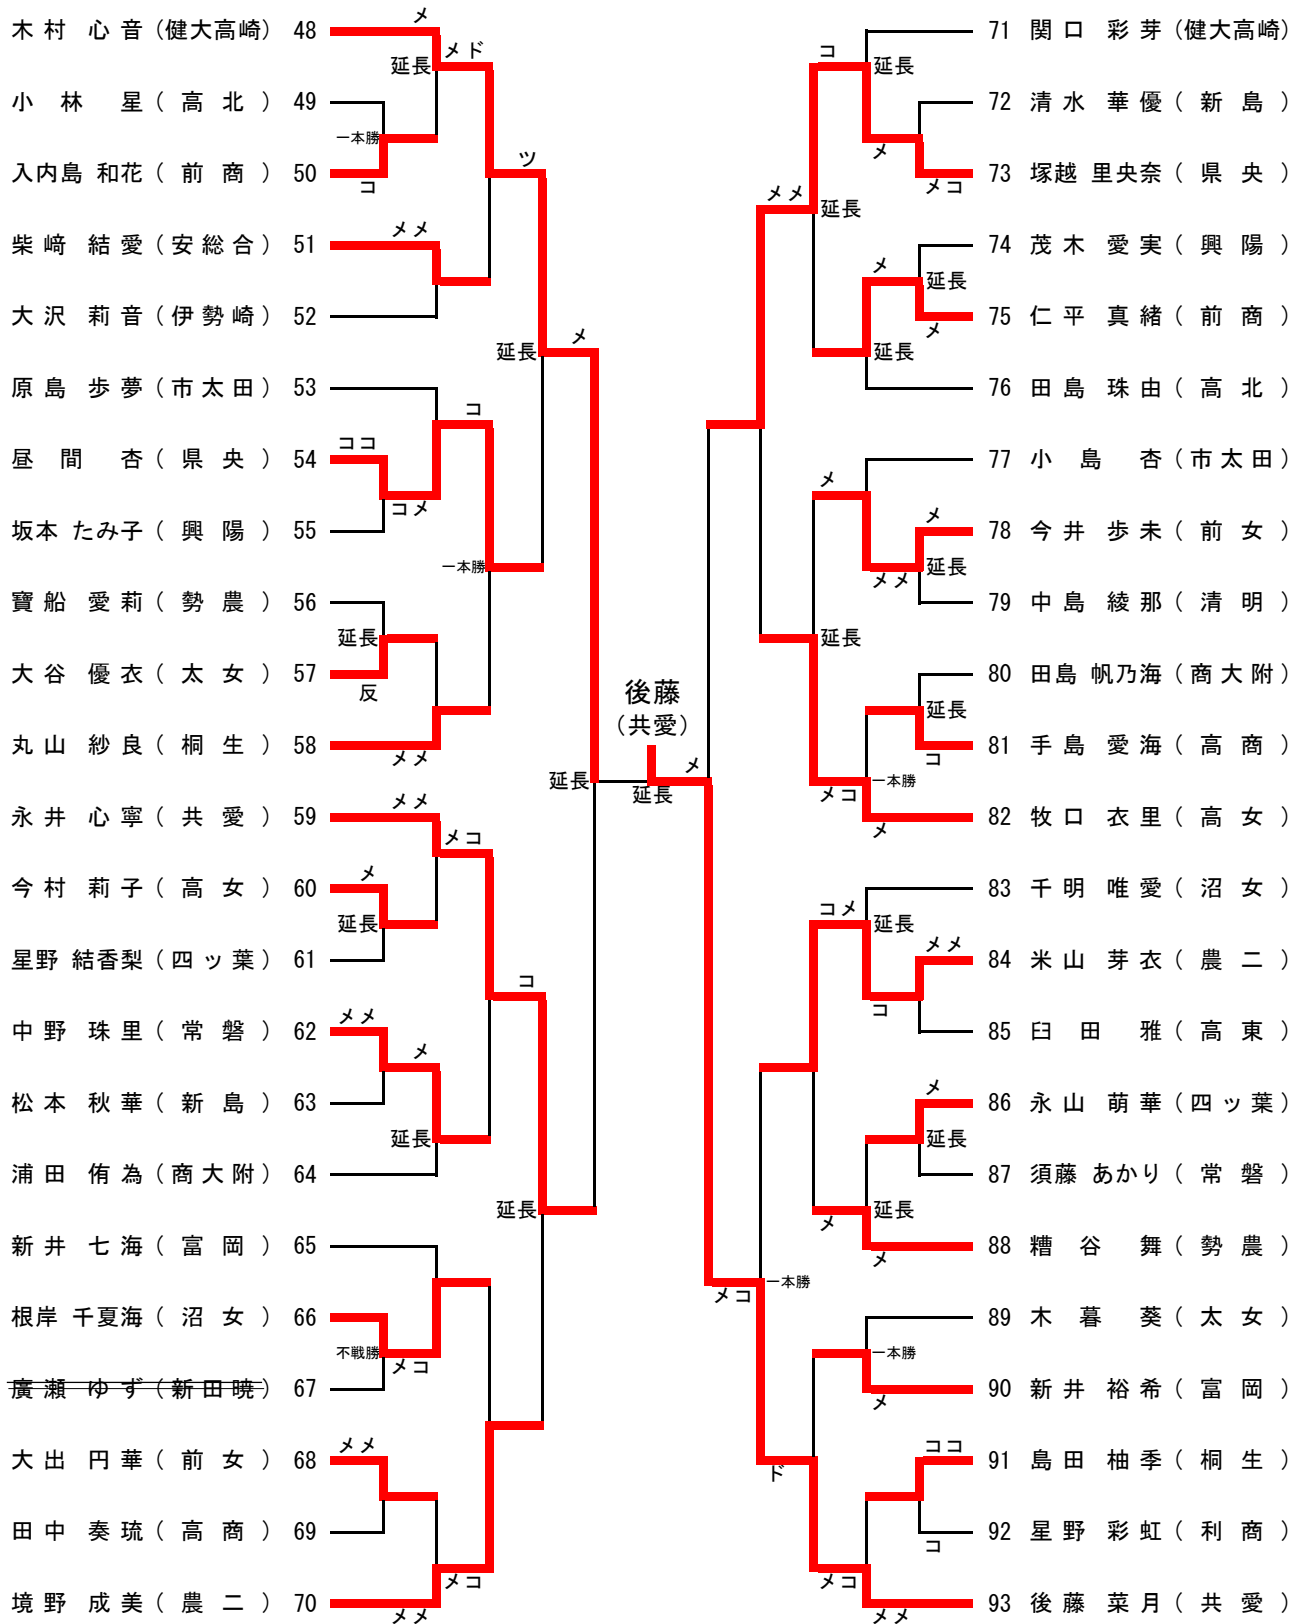 木村 心音 (健大高崎) 48
小林 星 (高北) 49
入内島 和花 (前商) 50
柴﨑 結愛 (安総合) 51
大沢 莉音 (伊勢崎) 52
原島 歩夢 (市太田) 53
昼間 杏 (県央) 54
坂本 たみ子 (興陽) 55
寶船 愛莉 (勢農) 56
大谷 優衣 (太女) 57
丸山 紗良 (桐生) 58
永井 心寧 (共愛) 59
今村 莉子 (高女) 60
星野 結香梨 (四ッ葉) 61
中野 珠里 (常磐) 62
松本 秋華 (新島) 63
浦田 侑為 (商大附) 64
新井 七海 (富岡) 65
根岸 千夏海 (沼女) 66
廣瀬 ゆず (新田暁) 67
大出 円華 (前女) 68
田中 奏琉 (高商) 69
境野 成美 (農二) 70
メ
延長
メド
一本勝
コ
メメ
ツ
延長
メ
ココ
コメ
コ
一本勝
延長
反
メメ
延長
メメ
メコ
メ
延長
コ
メメ
メ
延長
延長
不戦勝
メコ
メメ
メコ
メメ
後藤
(共愛)
延長
メ
コ
延長
メ
メコ
メメ
延長
メ
延長
メ
延長
メ
メ
延長
メメ
延長
延長
コ
一本勝
メコ
メ
コメ
延長
メメ
コ
メ
延長
延長
メ
メ
メコ
一本勝
一本勝
メ
ド
ココ
コ
メコ
メメ
71 関口 彩芽 (健大高崎)
72 清水 華優 (新島)
73 塚越 里央奈 (県央)
74 茂木 愛実 (興陽)
75 仁平 真緒 (前商)
76 田島 珠由 (高北)
77 小島 杏 (市太田)
78 今井 歩未 (前女)
79 中島 綾那 (清明)
80 田島 帆乃海 (商大附)
81 手島 愛海 (高商)
82 牧口 衣里 (高女)
83 千明 唯愛 (沼女)
84 米山 芽衣 (農二)
85 臼田 雅 (高東)
86 永山 萌華 (四ッ葉)
87 須藤 あかり (常磐)
88 糟谷 舞 (勢農)
89 木暮 葵 (太女)
90 新井 裕希 (富岡)
91 島田 柚季 (桐生)
92 星野 彩虹 (利商)
93 後藤 菜月 (共愛)